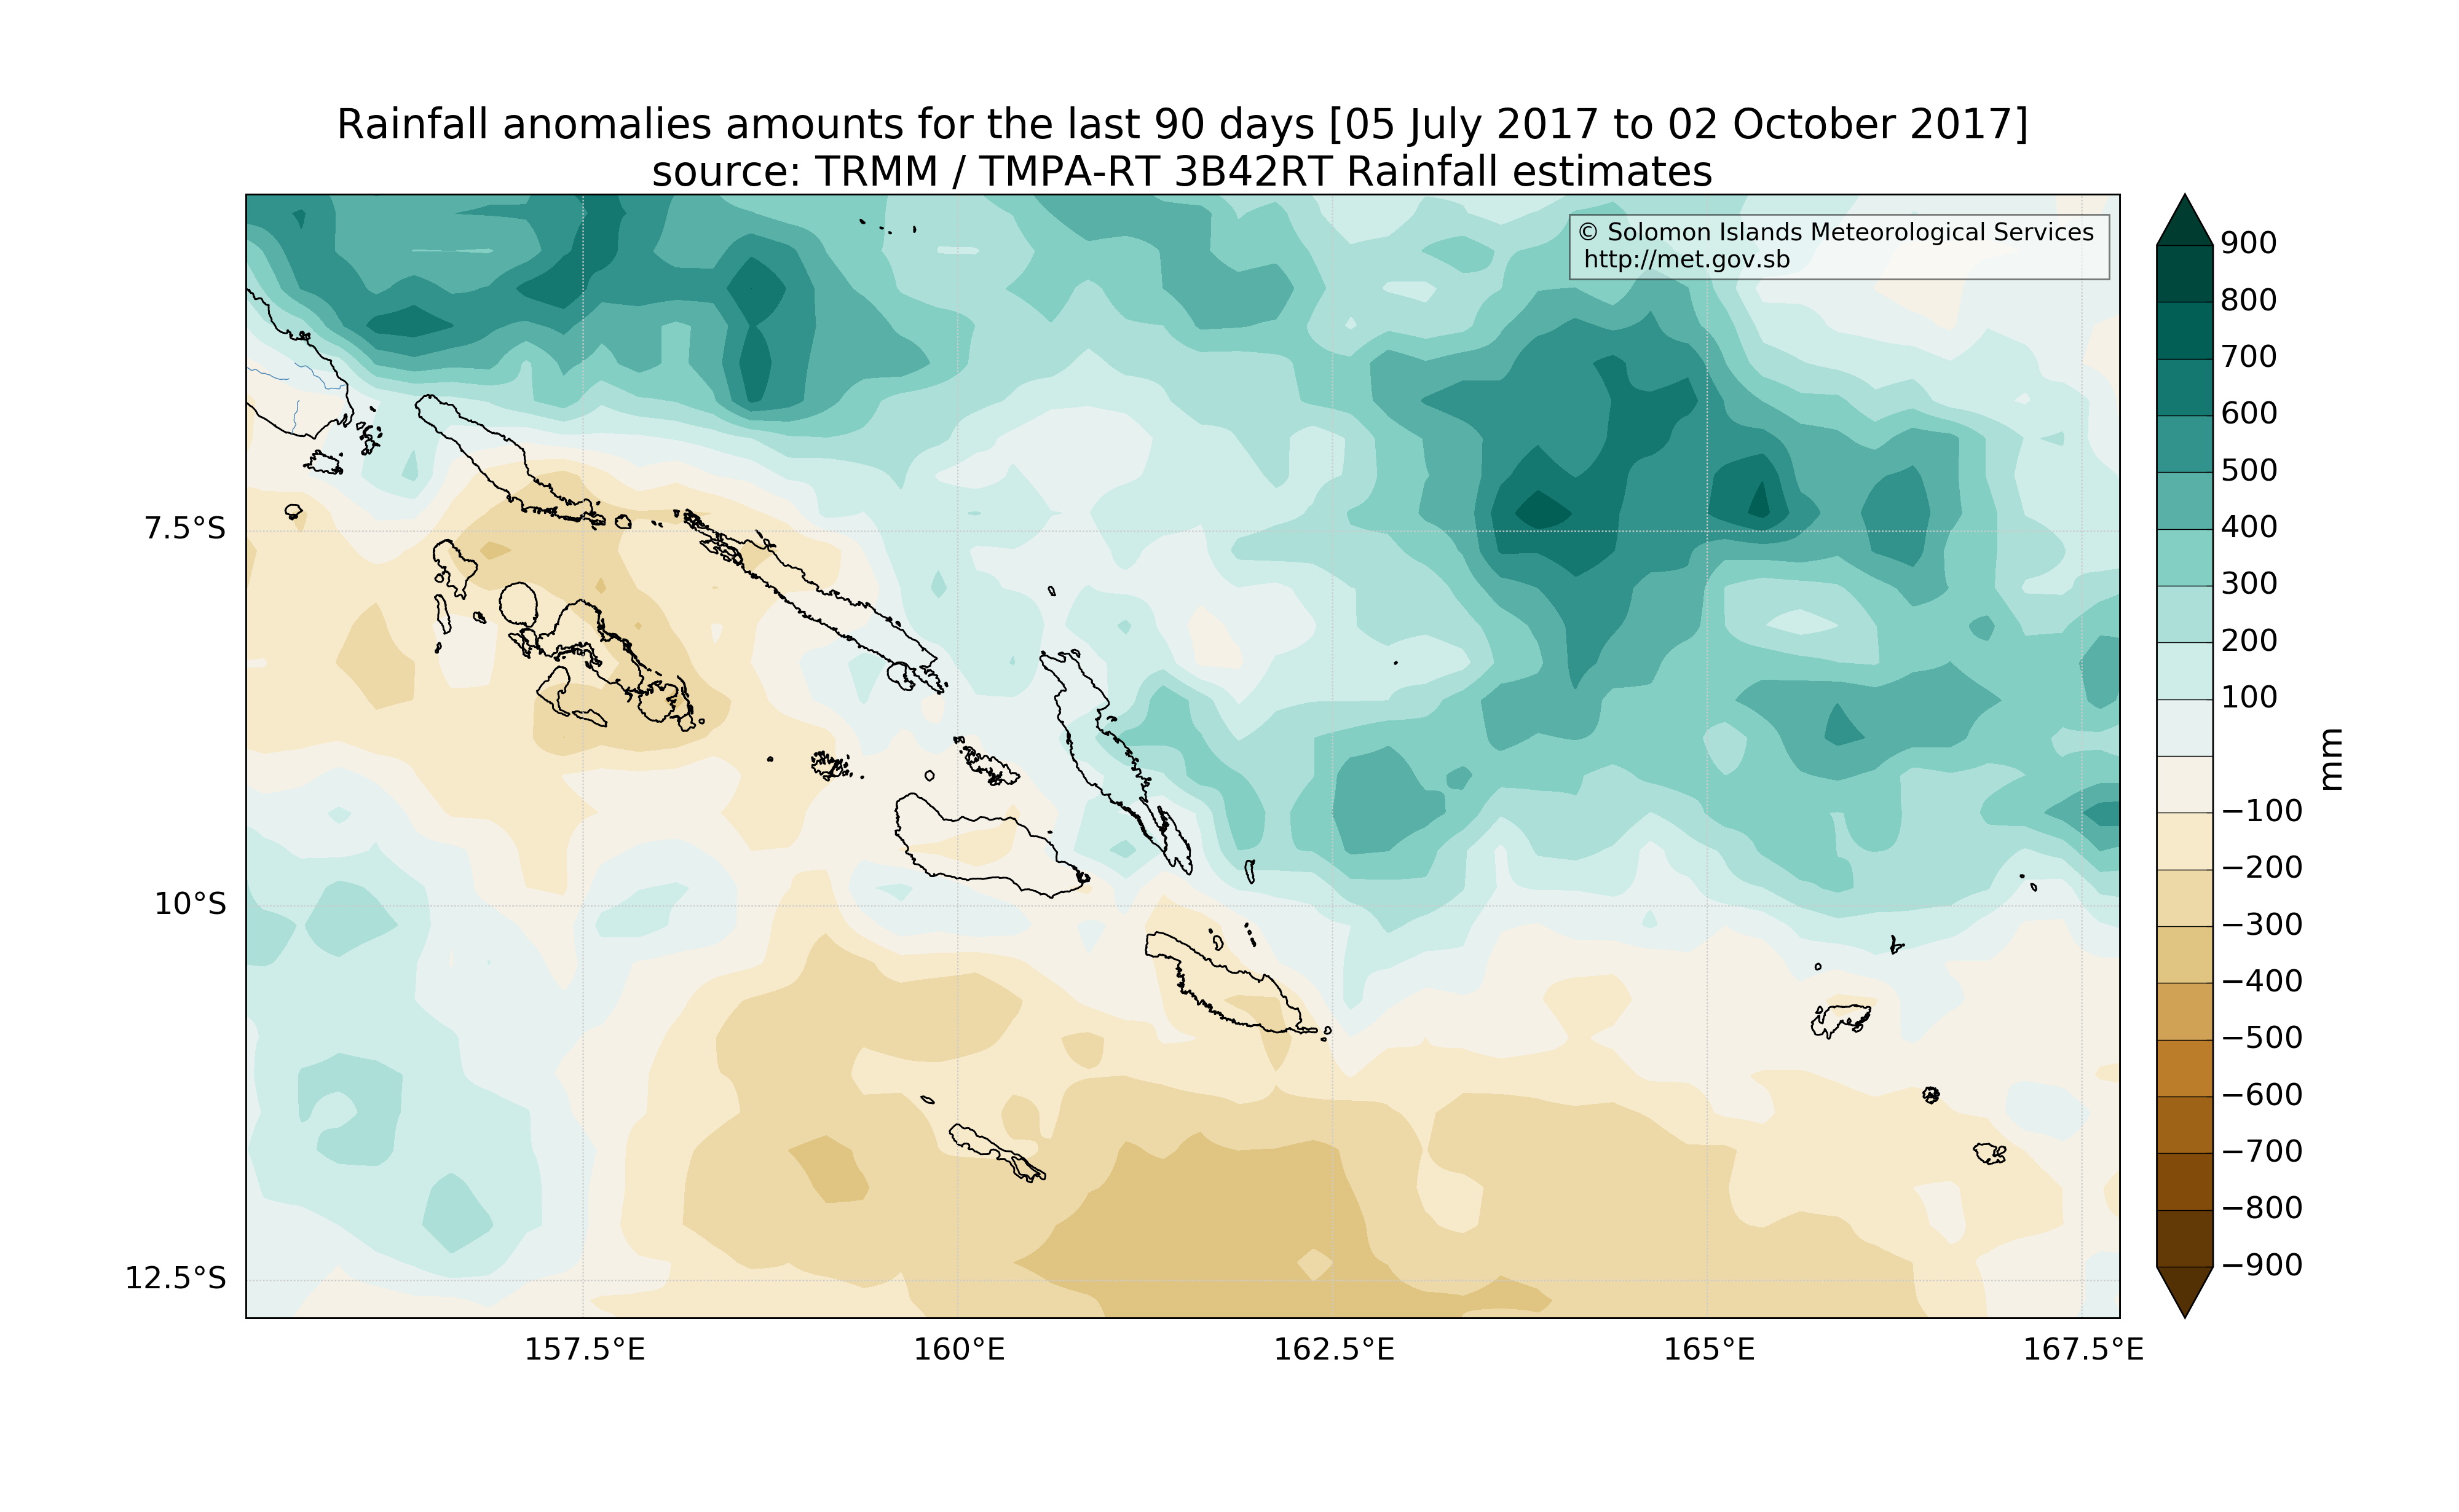 Rainfall anomalies amounts for the last 90 days [05 July 2017 to 02 October 2017]
source: TRMM / TMPA-RT 3B42RT Rainfall estimates
© Solomon Islands Meteorological Services
http://met.gov.sb
7.5°S
10°S
12.5°S
157.5°E
160°E
162.5°E
165°E
167.5°E
900
800
700
600
500
400
300
200
100
−100
−200
−300
−400
−500
−600
−700
−800
−900
mm